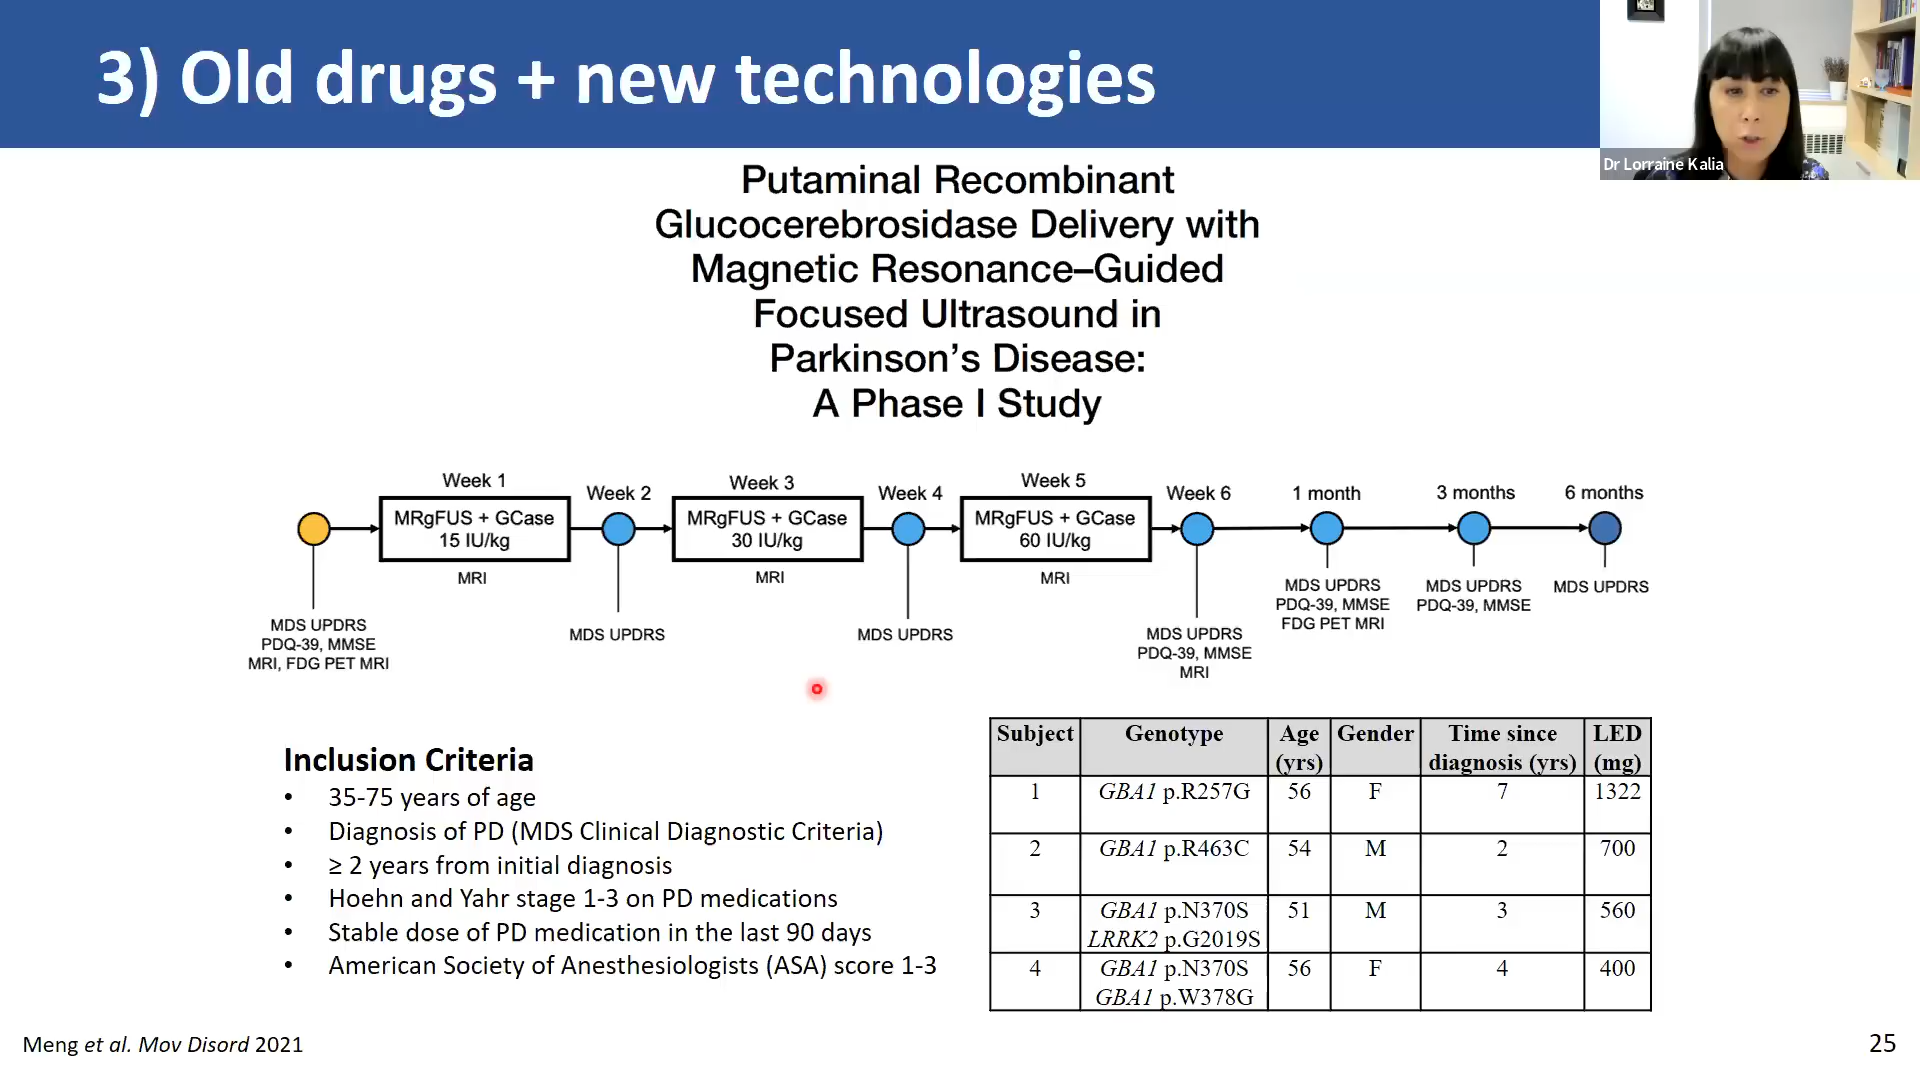 3) Old drugs + new technologies
Dr Lorraine Kalia
Putaminal Recombinant
Glucocerebrosidase Delivery with
Magnetic Resonance–Guided
Focused Ultrasound in
Parkinson's Disease:
A Phase I Study
Week 1
Week 2
Week 3
Week 4
Week 5
Week 6
1 month
3 months
6 months
MRgFUS + GCase
15 IU/kg
MRgFUS + GCase
30 IU/kg
MRgFUS + GCase
60 IU/kg
MRI
MRI
MRI
MDS UPDRS
PDQ-39, MMSE
MRI, FDG PET MRI
MDS UPDRS
MDS UPDRS
MDS UPDRS
PDQ-39, MMSE
MRI
MDS UPDRS
PDQ-39, MMSE
FDG PET MRI
MDS UPDRS
PDQ-39, MMSE
MDS UPDRS
Inclusion Criteria
• 35-75 years of age
• Diagnosis of PD (MDS Clinical Diagnostic Criteria)
• ≥ 2 years from initial diagnosis
• Hoehn and Yahr stage 1-3 on PD medications
• Stable dose of PD medication in the last 90 days
• American Society of Anesthesiologists (ASA) score 1-3
Subject Genotype Age Gender Time since LED
(yrs) diagnosis (yrs) (mg)
1 GBA1 p.R257G 56 F 7 1322
2 GBA1 p.R463C 54 M 2 700
3 GBA1 p.N370S 51 M 3 560
LRRK2 p.G2019S
4 GBA1 p.N370S 56 F 4 400
GBA1 p.W378G
Meng et al. Mov Disord 2021
25